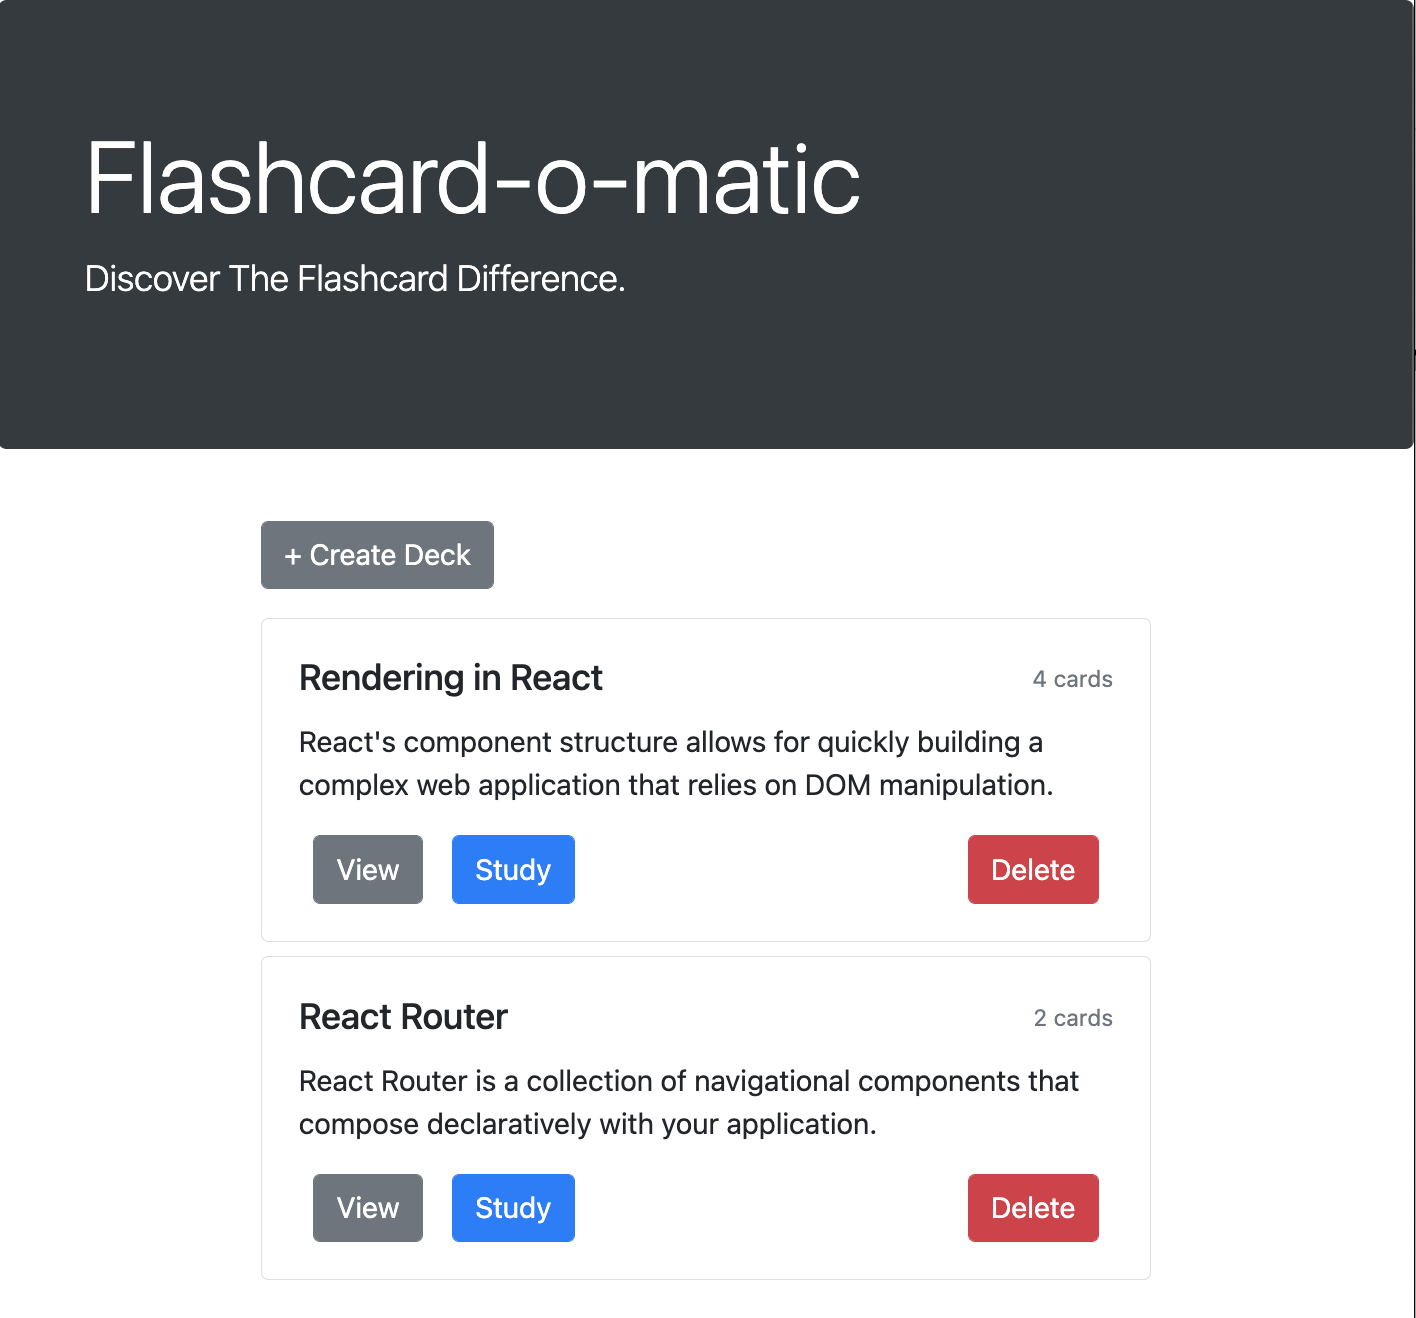 Flashcard-o-matic
Discover The Flashcard Difference.
+ Create Deck
Rendering in React
4 cards
React's component structure allows for quickly building a
complex web application that relies on DOM manipulation.
View
Study
Delete
React Router
2 cards
React Router is a collection of navigational components that
compose declaratively with your application.
View
Study
Delete